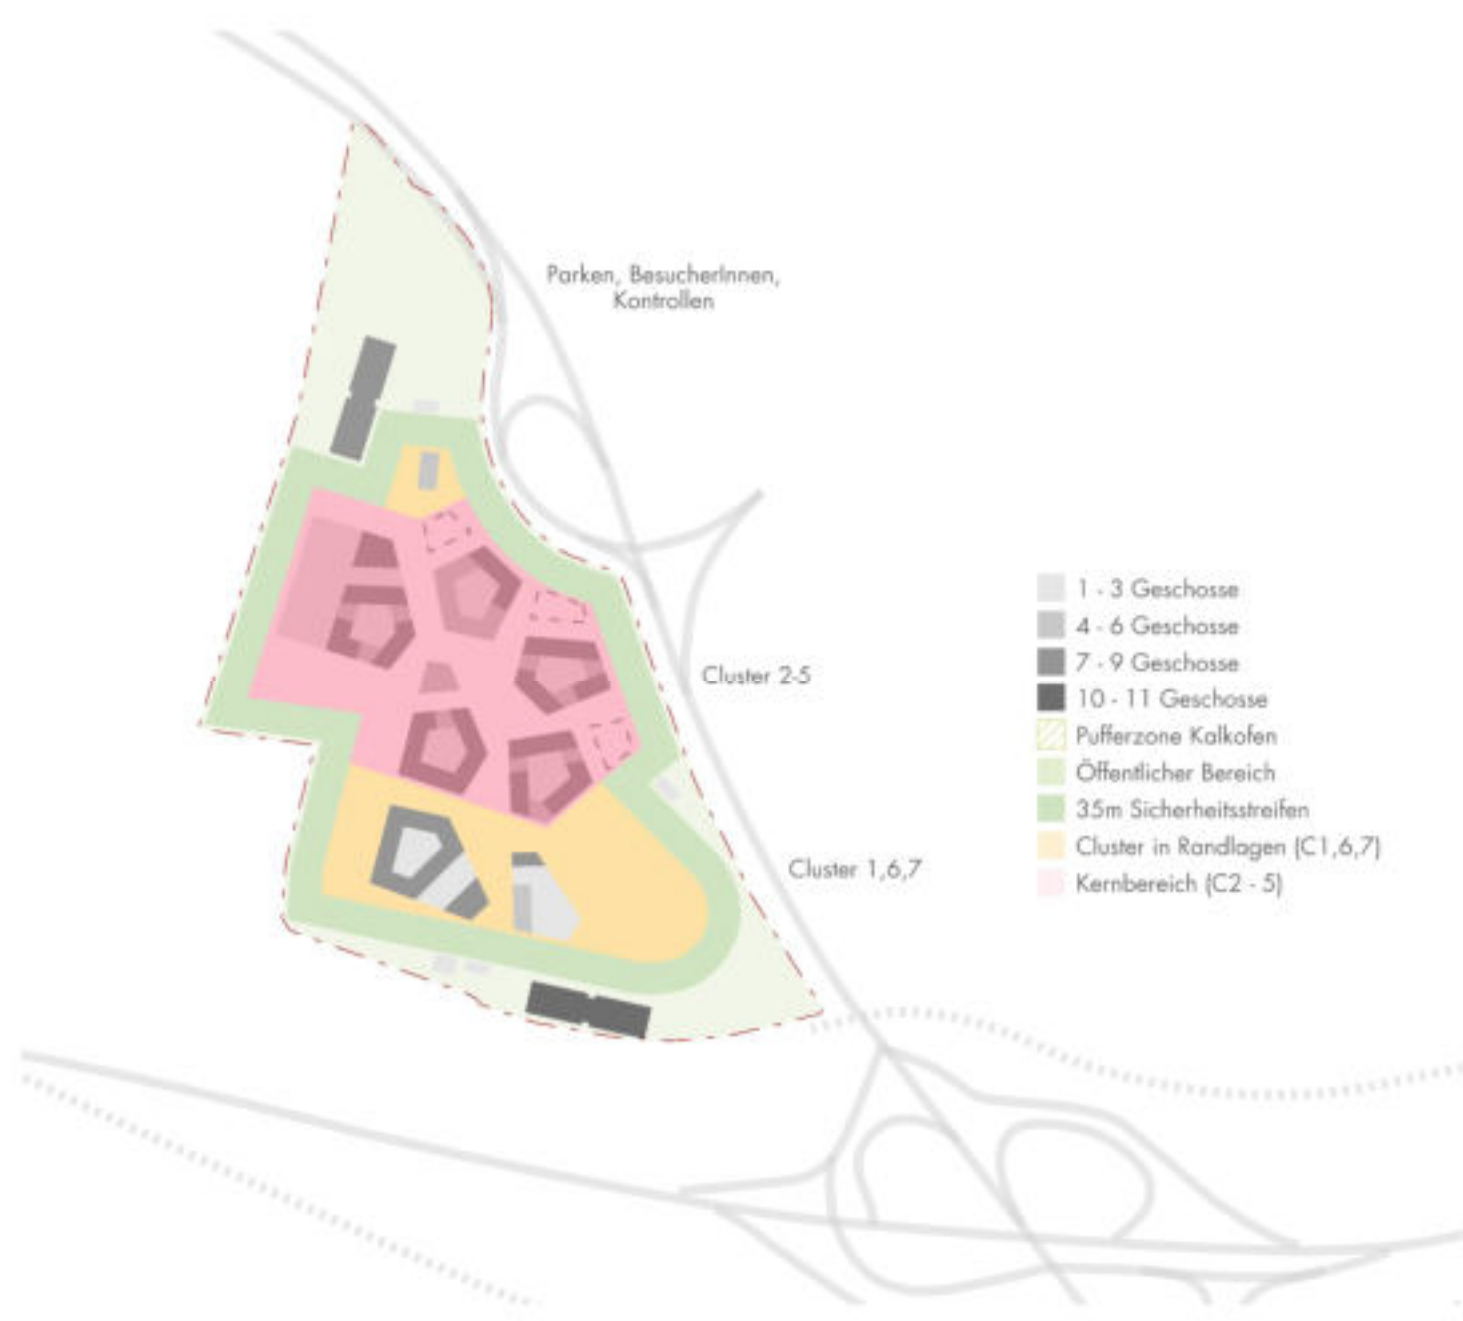 Parken, BesucherInnen,
Kontrollen
Cluster 2-5
Cluster 1,6,7
1 - 3 Geschosse
4 - 6 Geschosse
7 - 9 Geschosse
10 - 11 Geschosse
Pufferzone Kalkofen
Öffentlicher Bereich
35m Sicherheitsstreifen
Cluster in Randlagen (C1,6,7)
Kernbereich (C2 - 5)